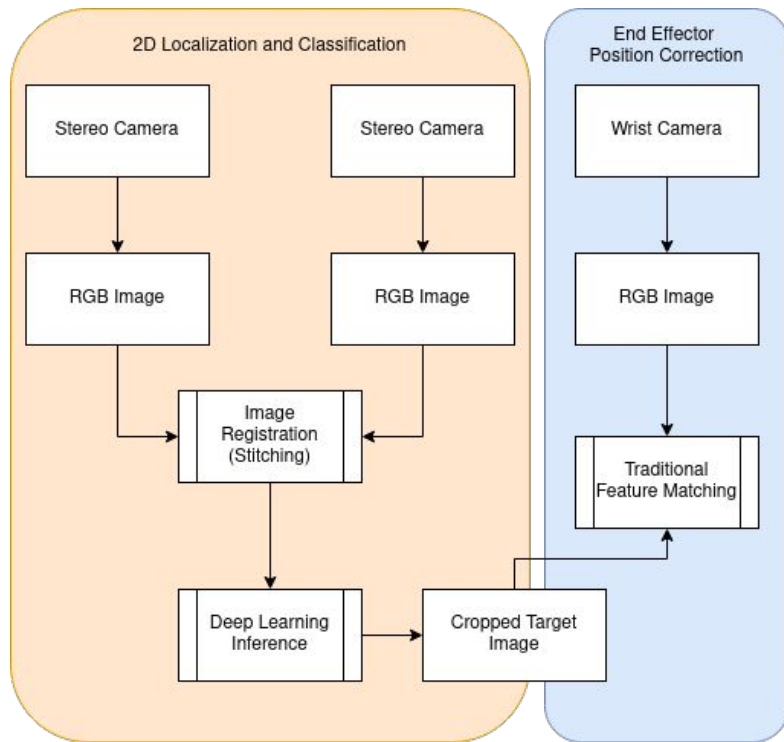 2D Localization and Classification
End Effector
Position Correction
Stereo Camera
Stereo Camera
Wrist Camera
RGB Image
RGB Image
RGB Image
Image
Registration
(Stitching)
Traditional
Feature Matching
Deep Learning
Inference
Cropped Target
Image